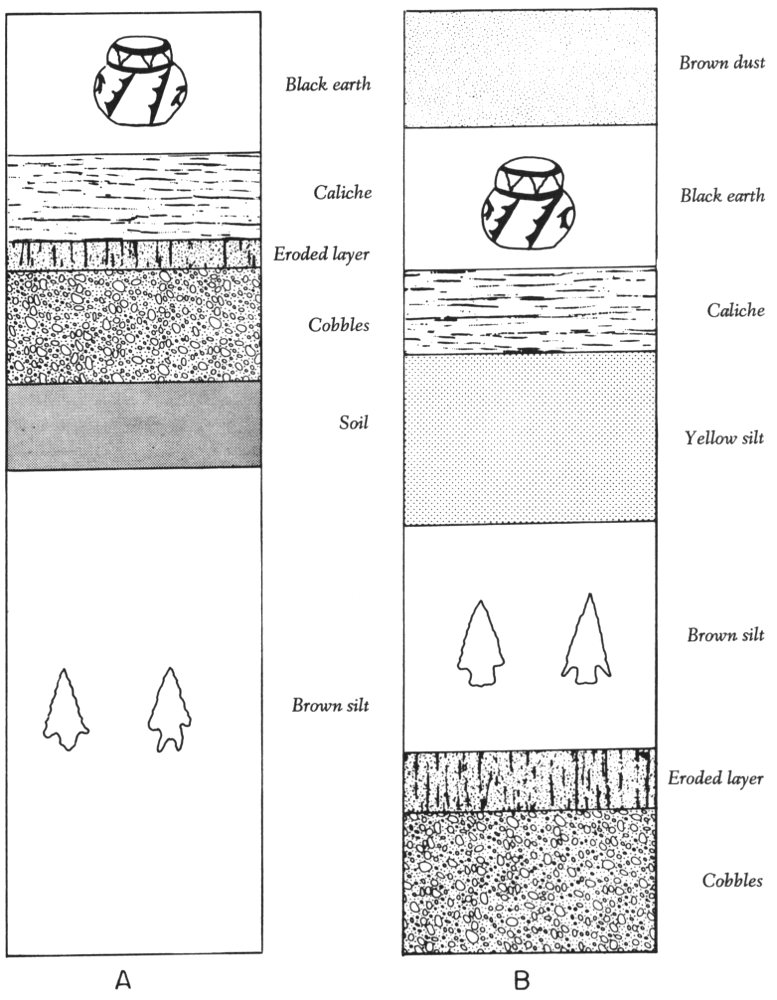 Black earth
Caliche
Eroded layer
Cobbles
Soil
Brown silt
A
Brown dust
Black earth
Caliche
Yellow silt
Brown silt
Eroded layer
Cobbles
B